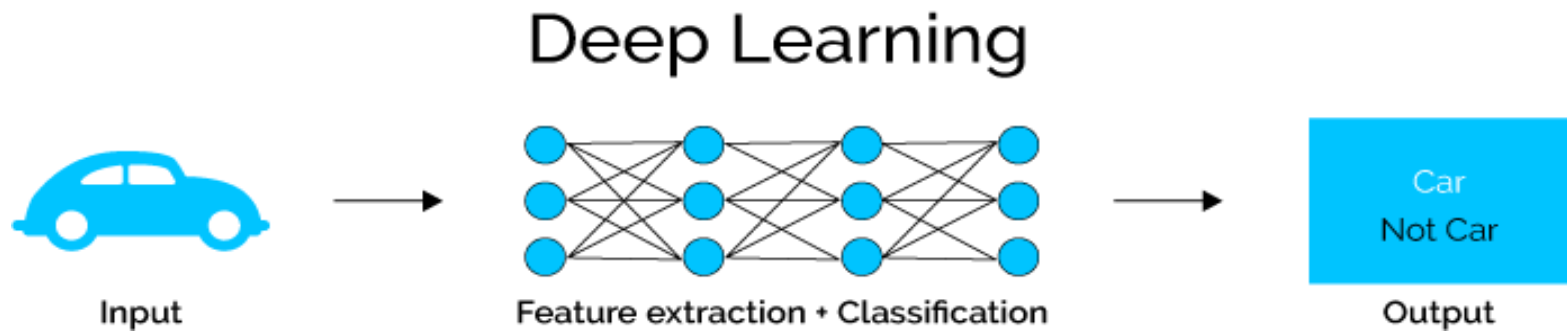 Deep Learning
Car
Not Car
Input
Feature extraction + Classification
Output